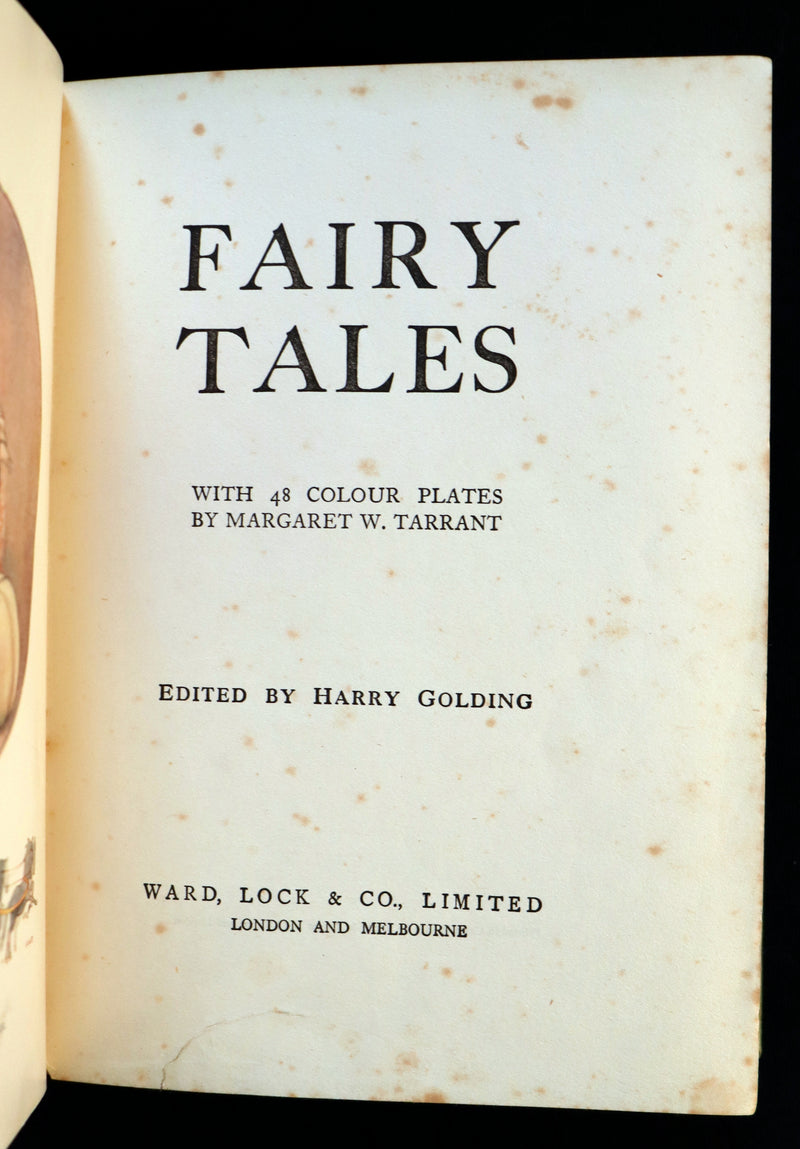 FAIRY
TALES
WITH 48 COLOUR PLATES
BY MARGARET W. TARRANT
EDITED BY HARRY GOLDING
WARD, LOCK & CO., LIMITED
LONDON AND MELBOURNE